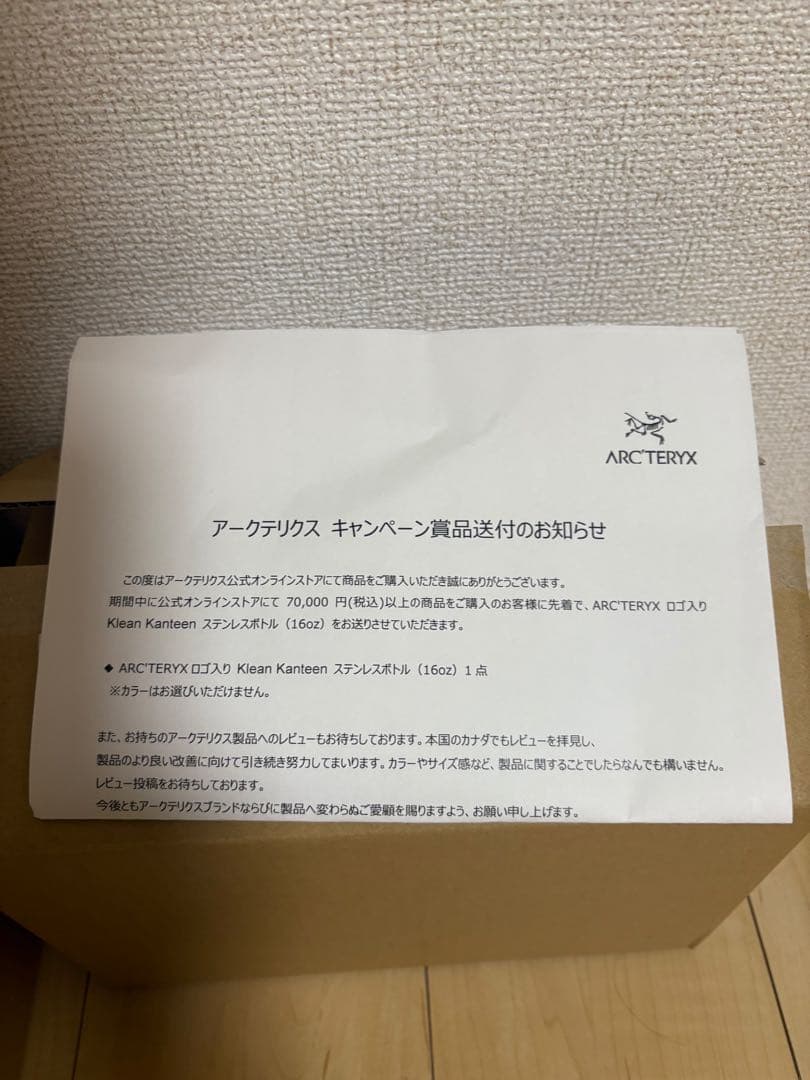 ARC'TERYX
アークテリクス キャンペーン賞品送付のお知らせ
この度はアークテリクス公式オンラインストアにて商品をご購入いただき誠にありがとうございます。
期間中に公式オンラインストアにて 70,000 円(税込)以上の商品をご購入のお客様に先着で、ARC'TERYX ロゴ入り
Klean Kanteen ステンレスボトル（16oz）をお送りさせていただきます。
◆ ARC'TERYX ロゴ入り Klean Kanteen ステンレスボトル（16oz）1 点
※カラーはお選びいただけません。
また、お持ちのアークテリクス製品へのレビューもお待ちしております。本国のカナダでもレビューを拝見し、
製品のより良い改善に向けて引き続き努力してまいります。カラーやサイズ感など、製品に関することでしたらなんでも構いません。
レビュー投稿をお待ちしております。
今後ともアークテリクスブランドならびに製品へ変わらぬご愛顧を賜りますよう、お願い申し上げます。